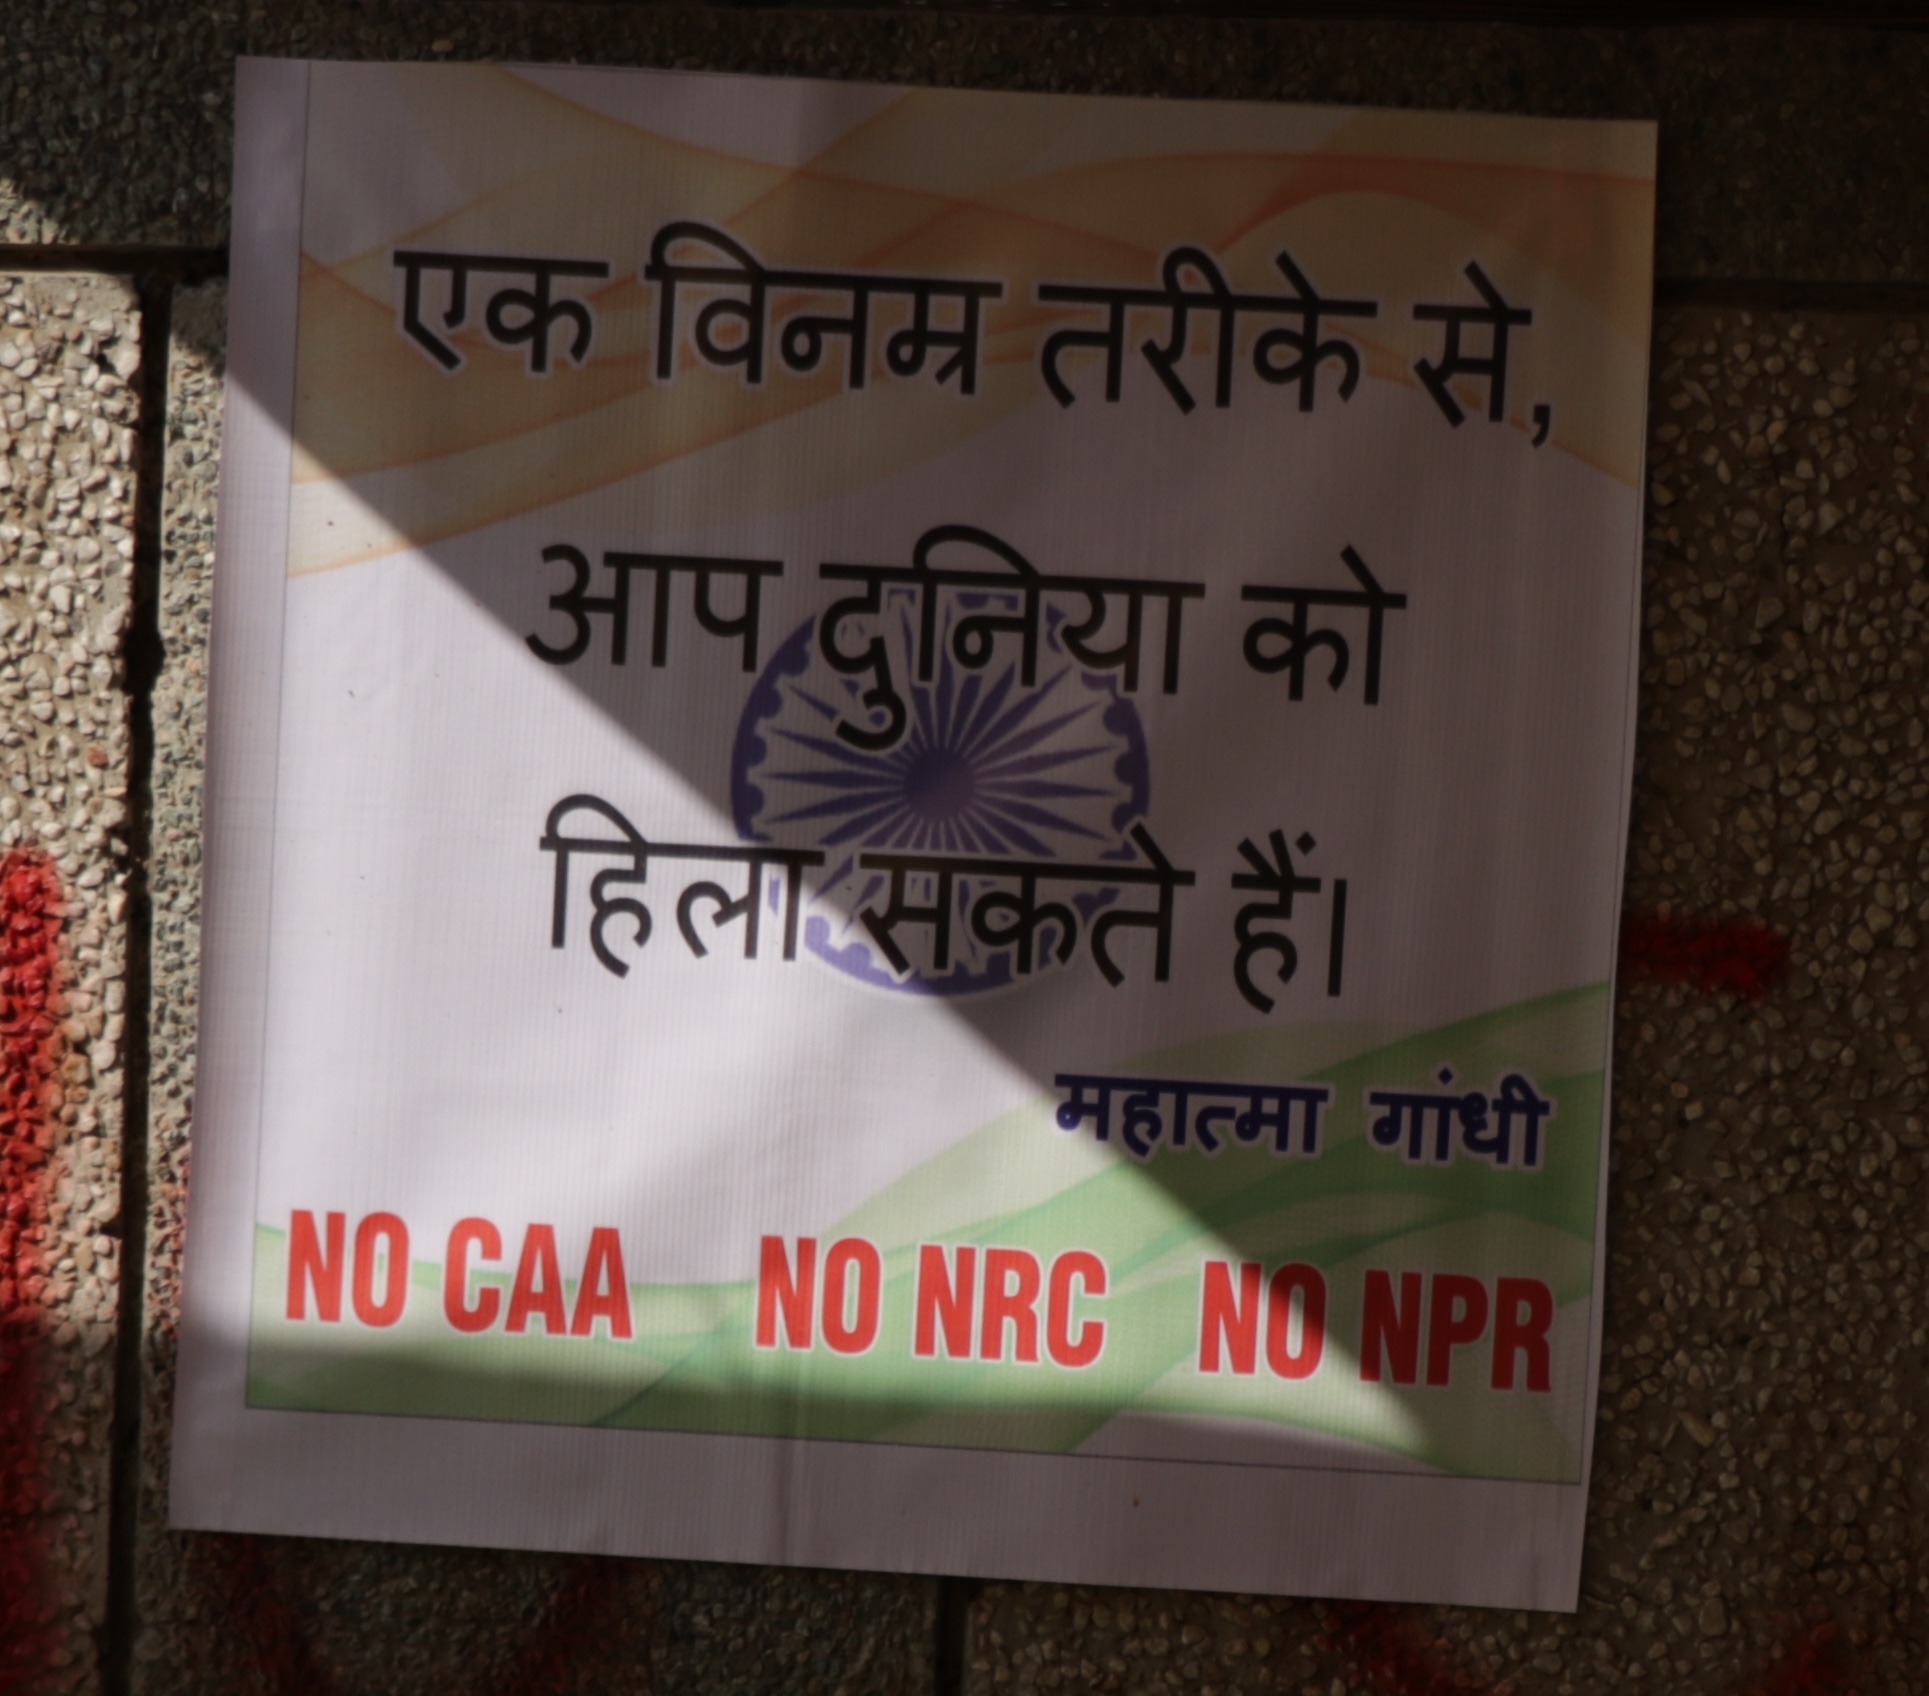 एक विनम्र तरीके से,
आप दुनिया को
हिला सकते हैं।
महात्मा गांधी
NO CAA NO NRC NO NPR